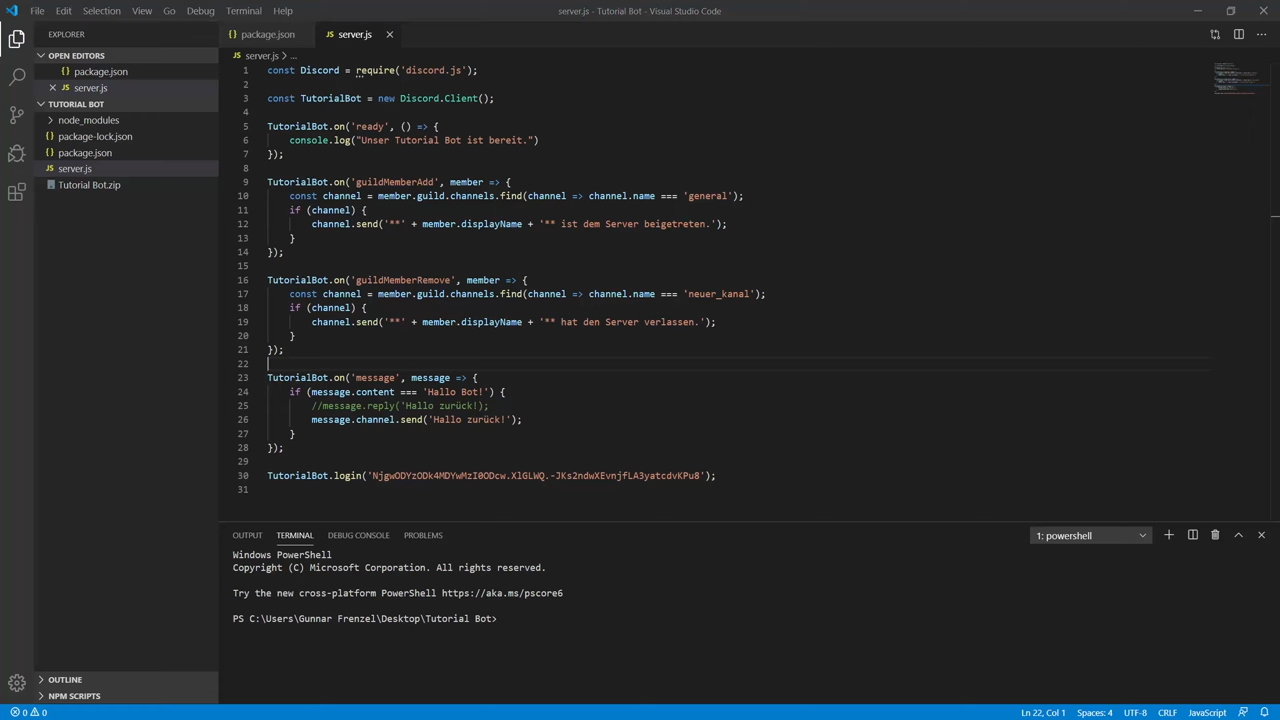 File Edit Selection View Go Debug Terminal Help
server.js - Tutorial Bot - Visual Studio Code
EXPLORER
OPEN EDITORS
package.json
server.js
TUTORIAL BOT
node_modules
package-lock.json
package.json
server.js
Tutorial Bot.zip
OUTLINE
NPM SCRIPTS
package.json server.js
server.js > ...
1 const Discord = require('discord.js');
2
3 const TutorialBot = new Discord.Client();
4
5 TutorialBot.on('ready', () => {
6 console.log("Unser Tutorial Bot ist bereit.")
7 });
8
9 TutorialBot.on('guildMemberAdd', member => {
10 const channel = member.guild.channels.find(channel => channel.name === 'general');
11 if (channel) {
12 channel.send('**' + member.displayName + '** ist dem Server beigetreten.');
13 }
14 });
15
16 TutorialBot.on('guildMemberRemove', member => {
17 const channel = member.guild.channels.find(channel => channel.name === 'neuer_kanal');
18 if (channel) {
19 channel.send('**' + member.displayName + '** hat den Server verlassen.');
20 }
21 });
22
23 TutorialBot.on('message', message => {
24 if (message.content === 'Hallo Bot!') {
25 //message.reply('Hallo zurück!);
26 message.channel.send('Hallo zurück!');
27 }
28 });
29
30 TutorialBot.login('NjgwODYzODk4MDYwMzI0ODcw.XlGLWQ.-JKs2ndwXEvnjfLA3yatcdvKPu8');
31
OUTPUT TERMINAL DEBUG CONSOLE PROBLEMS
1: powershell
Windows PowerShell
Copyright (C) Microsoft Corporation. All rights reserved.
Try the new cross-platform PowerShell https://aka.ms/pscore6
PS C:\Users\Gunnar Frenzel\Desktop\Tutorial Bot>
0 0
Ln 22, Col 1 Spaces: 4 UTF-8 CRLF JavaScript